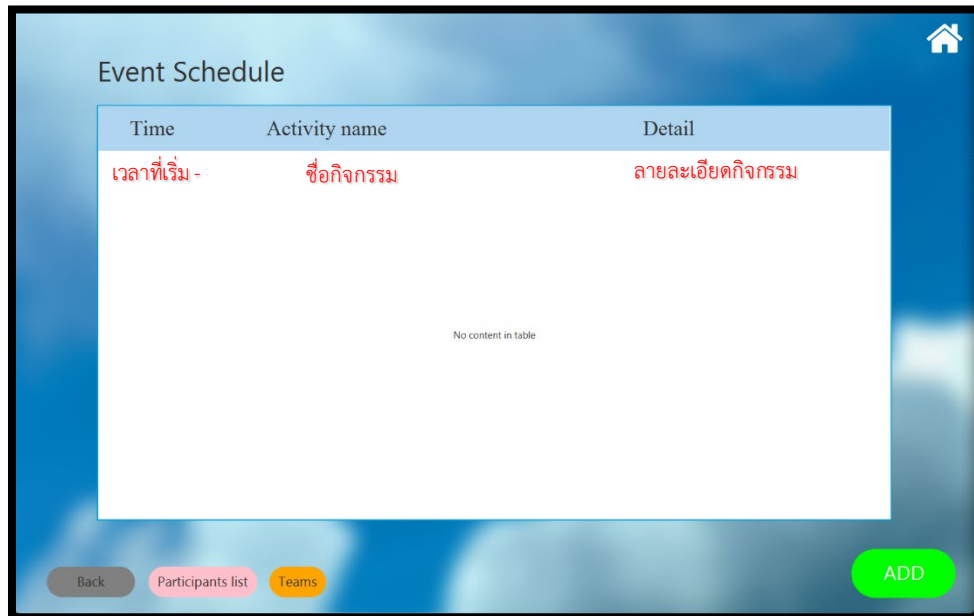 Event Schedule
Time Activity name Detail
เวลาที่เริ่ม - ชื่อกิจกรรม ลายละเอียดกิจกรรม
No content in table
Back Participants list Teams ADD